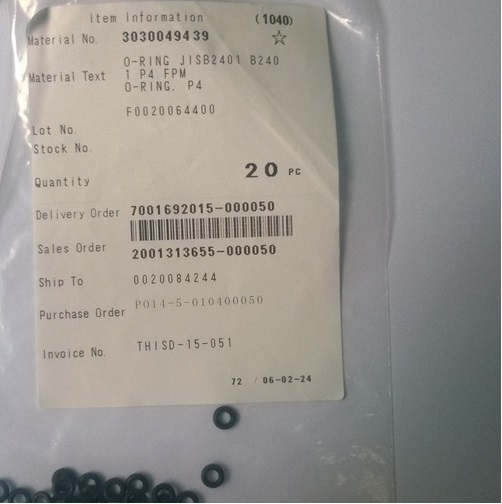 Item Information (1040)
Material No. 3030049439 ☆
Material Text O-RING JISB2401 B240
1 P4 FPM
O-RING, P4
F0020064400
Lot No.
Stock No.
Quantity 20 PC
Delivery Order 7001692015-000050
Sales Order 2001313655-000050
Ship To 0020084244
Purchase Order P014-5-010400050
Invoice No. THISD-15-051
72 / 06-02-24